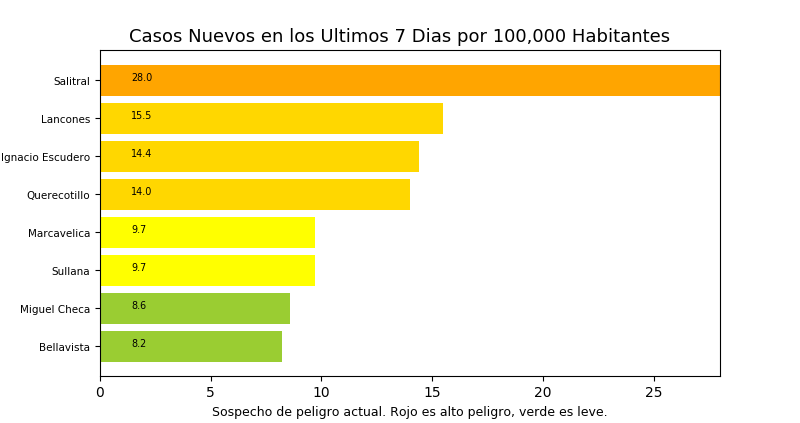 Casos Nuevos en los Ultimos 7 Dias por 100,000 Habitantes
Salitral 28.0
Lancones 15.5
Ignacio Escudero 14.4
Querecotillo 14.0
Marcavelica 9.7
Sullana 9.7
Miguel Checa 8.6
Bellavista 8.2
0 5 10 15 20 25
Sospecho de peligro actual. Rojo es alto peligro, verde es leve.